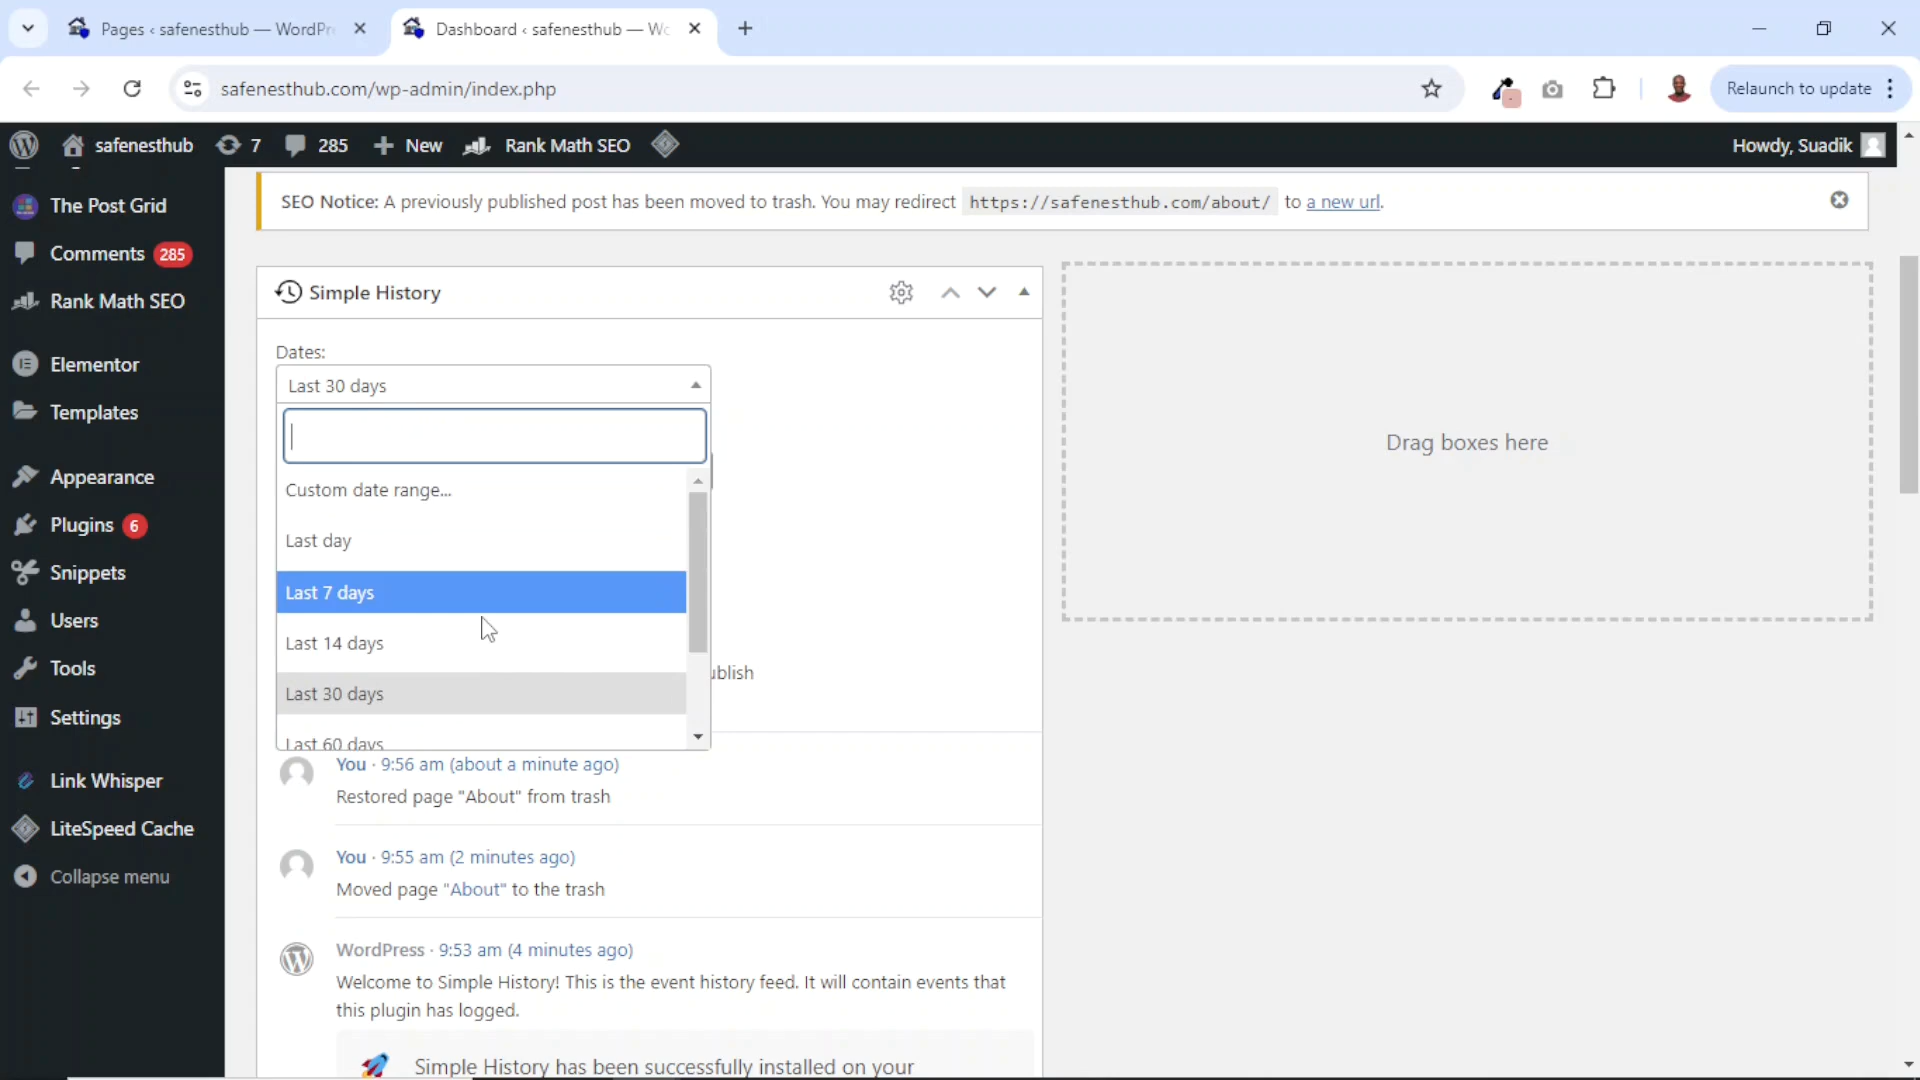 Pages ‹ safenesthub — WordPr
Dashboard ‹ safenesthub — Wo
safenesthub.com/wp-admin/index.php
Relaunch to update
safenesthub
7
285
New
Rank Math SEO
Howdy, Suadik
The Post Grid
Comments 285
Rank Math SEO
Elementor
Templates
Appearance
Plugins 6
Snippets
Users
Tools
Settings
Link Whisper
LiteSpeed Cache
Collapse menu
SEO Notice: A previously published post has been moved to trash. You may redirect https://safenesthub.com/about/ to a new url.
Simple History
Dates:
Last 30 days
Custom date range...
Last day
Last 7 days
Last 14 days
Last 30 days
Last 60 days
ublish
You · 9:56 am (about a minute ago)
Restored page "About" from trash
You · 9:55 am (2 minutes ago)
Moved page "About" to the trash
WordPress · 9:53 am (4 minutes ago)
Welcome to Simple History! This is the event history feed. It will contain events that
this plugin has logged.
Simple History has been successfully installed on your
Drag boxes here